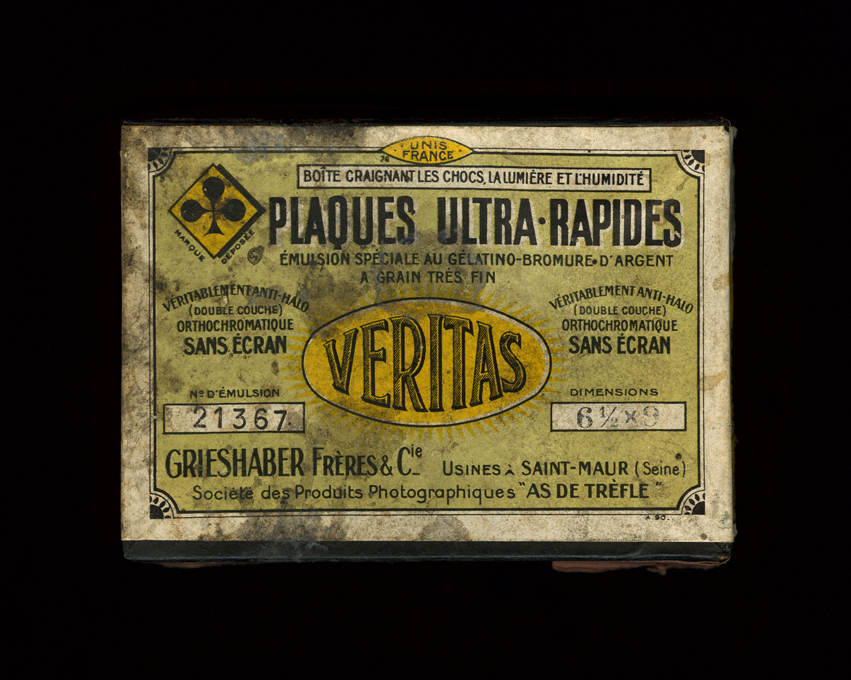 UNIS
FRANCE
BOÎTE CRAIGNANT LES CHOCS, LA LUMIÈRE ET L'HUMIDITÉ
PLAQUES ULTRA-RAPIDES
MARQUE DÉPOSÉE
ÉMULSION SPÉCIALE AU GÉLATINO-BROMURE D'ARGENT
A GRAIN TRÈS FIN
VÉRITABLEMENT ANTI-HALO
(DOUBLE COUCHE)
ORTHOCHROMATIQUE
SANS ÉCRAN
VERITAS
VÉRITABLEMENT ANTI-HALO
(DOUBLE COUCHE)
ORTHOCHROMATIQUE
SANS ÉCRAN
Nº D'ÉMULSION
21367
DIMENSIONS
6½×9
GRIESHABER FRÈRES & Cie
USINES À SAINT-MAUR (Seine)
Société des Produits Photographiques "AS DE TRÈFLE"